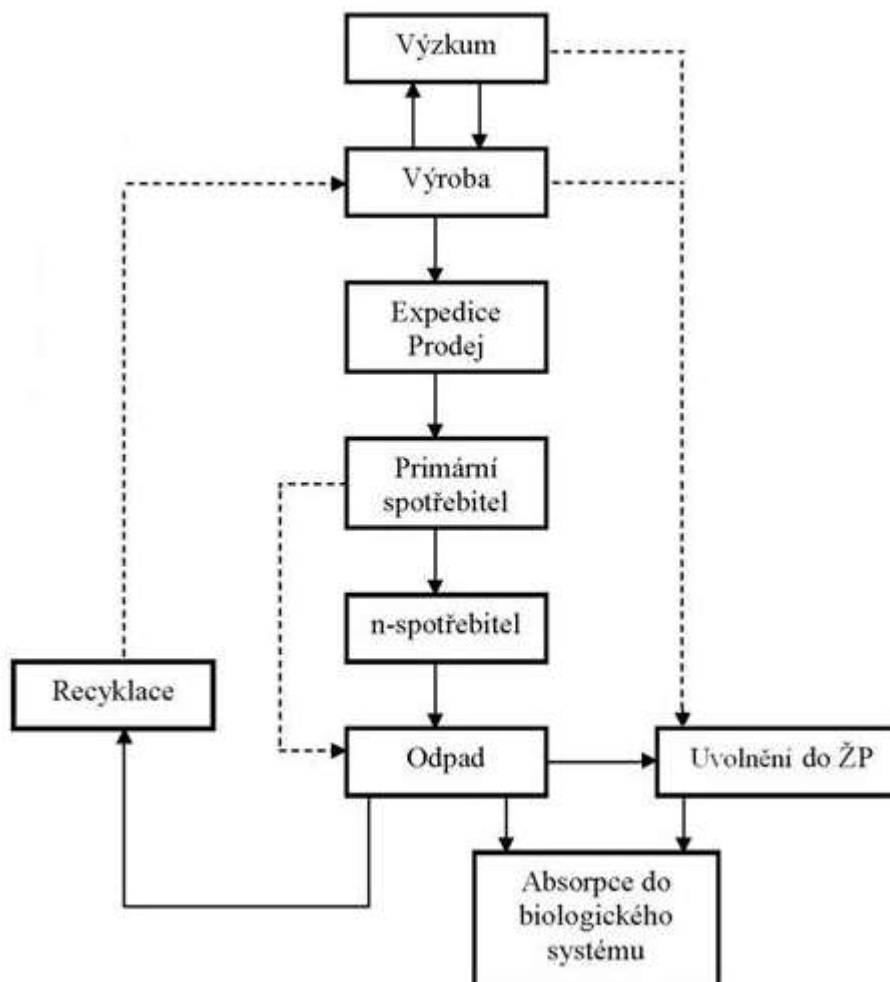 Výzkum
Výroba
Expedice
Prodej
Primární
spotřebitel
n-spotřebitel
Recyklace
Odpad
Uvolnění do ŽP
Absorpce do
biologického
systému